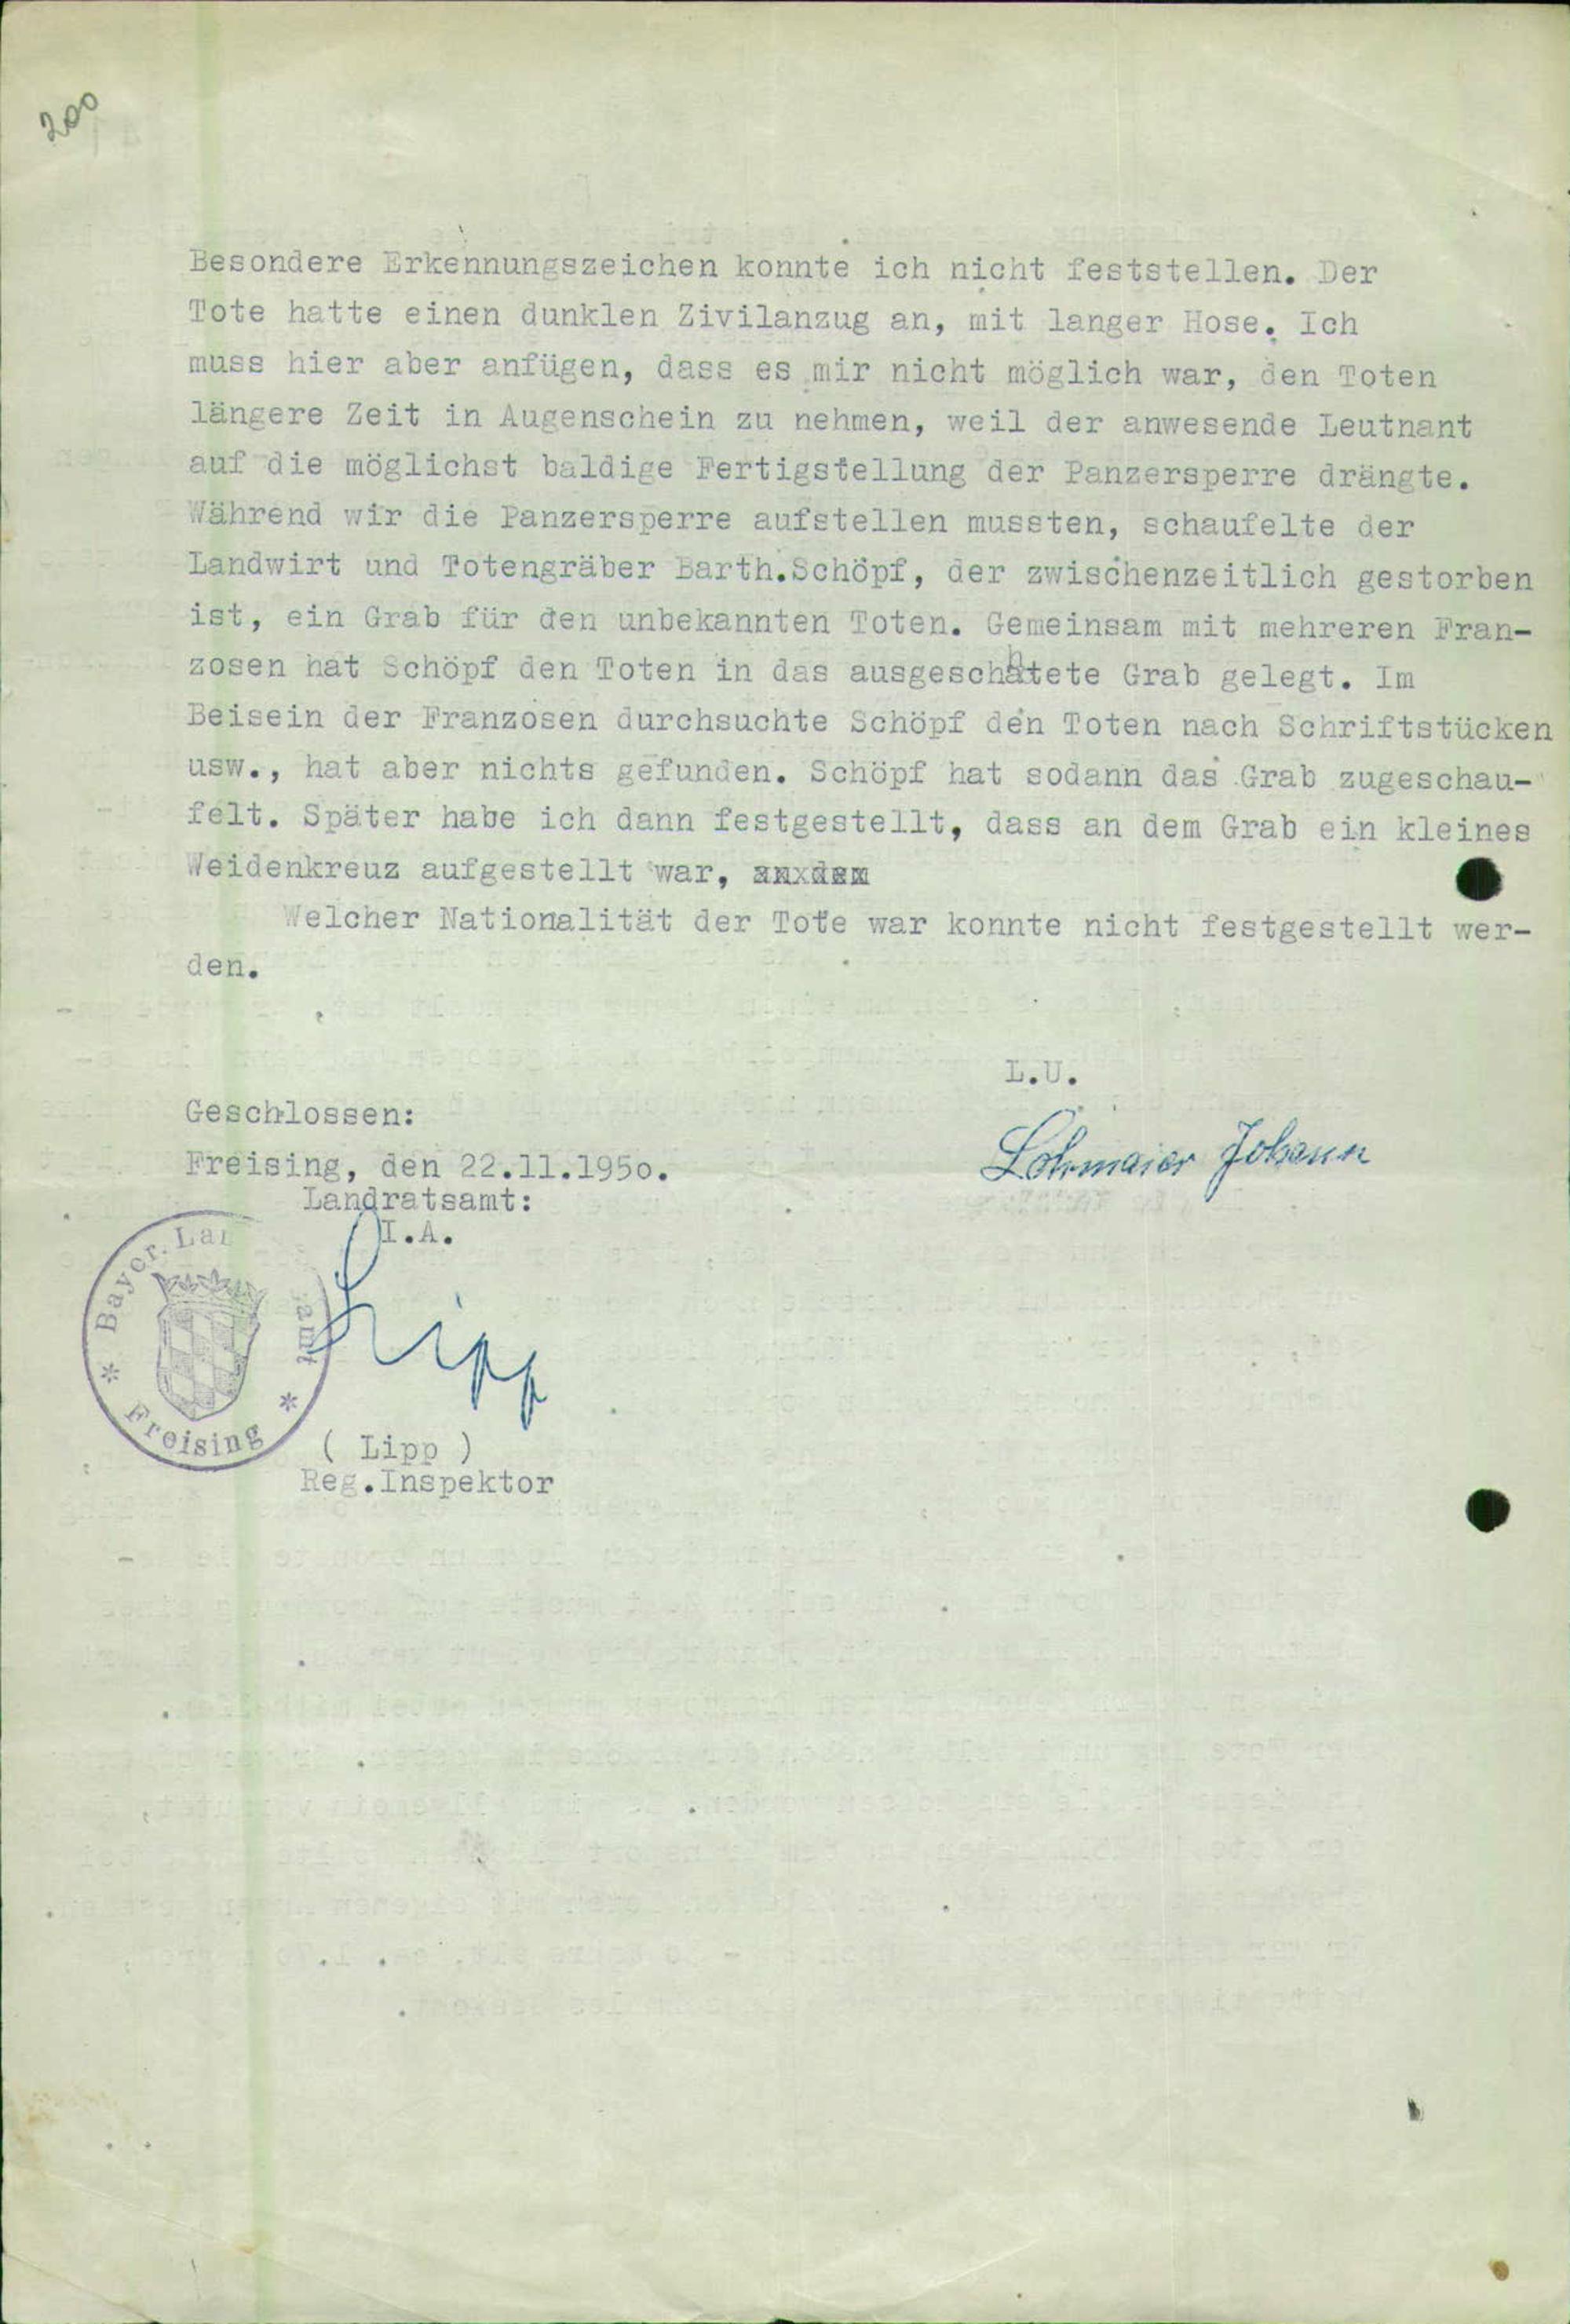 200
Besondere Erkennungszeichen konnte ich nicht feststellen. Der
Tote hatte einen dunklen Zivilanzug an, mit langer Hose. Ich
muss hier aber anfügen, dass es mir nicht möglich war, den Toten
längere Zeit in Augenschein zu nehmen, weil der anwesende Leutnant
auf die möglichst baldige Fertigstellung der Panzersperre drängte.
Während wir die Panzersperre aufstellen mussten, schaufelte der
Landwirt und Totengräber Barth.Schöpf, der zwischenzeitlich gestorben
ist, ein Grab für den unbekannten Toten. Gemeinsam mit mehreren Fran-
zosen hat Schöpf den Toten in das Grab gelegt. Im
Beisein der Franzosen durchsuchte Schöpf den Toten nach Schriftstücken
usw., hat aber nichts gefunden. Schöpf hat sodann das Grab zugeschau-
felt. Später habe ich dann festgestellt, dass an dem Grab ein kleines
Weidenkreuz aufgestellt war,
Welcher Nationalität der Tote war konnte nicht festgestellt wer-
den.
L.U.
Geschlossen:
Lohmaier Johann
Freising, den 22.11.195o.
Landratsamt:
I.A.
Bayer. Lan amt
Freising
Lipp
( Lipp )
Reg.Inspektor